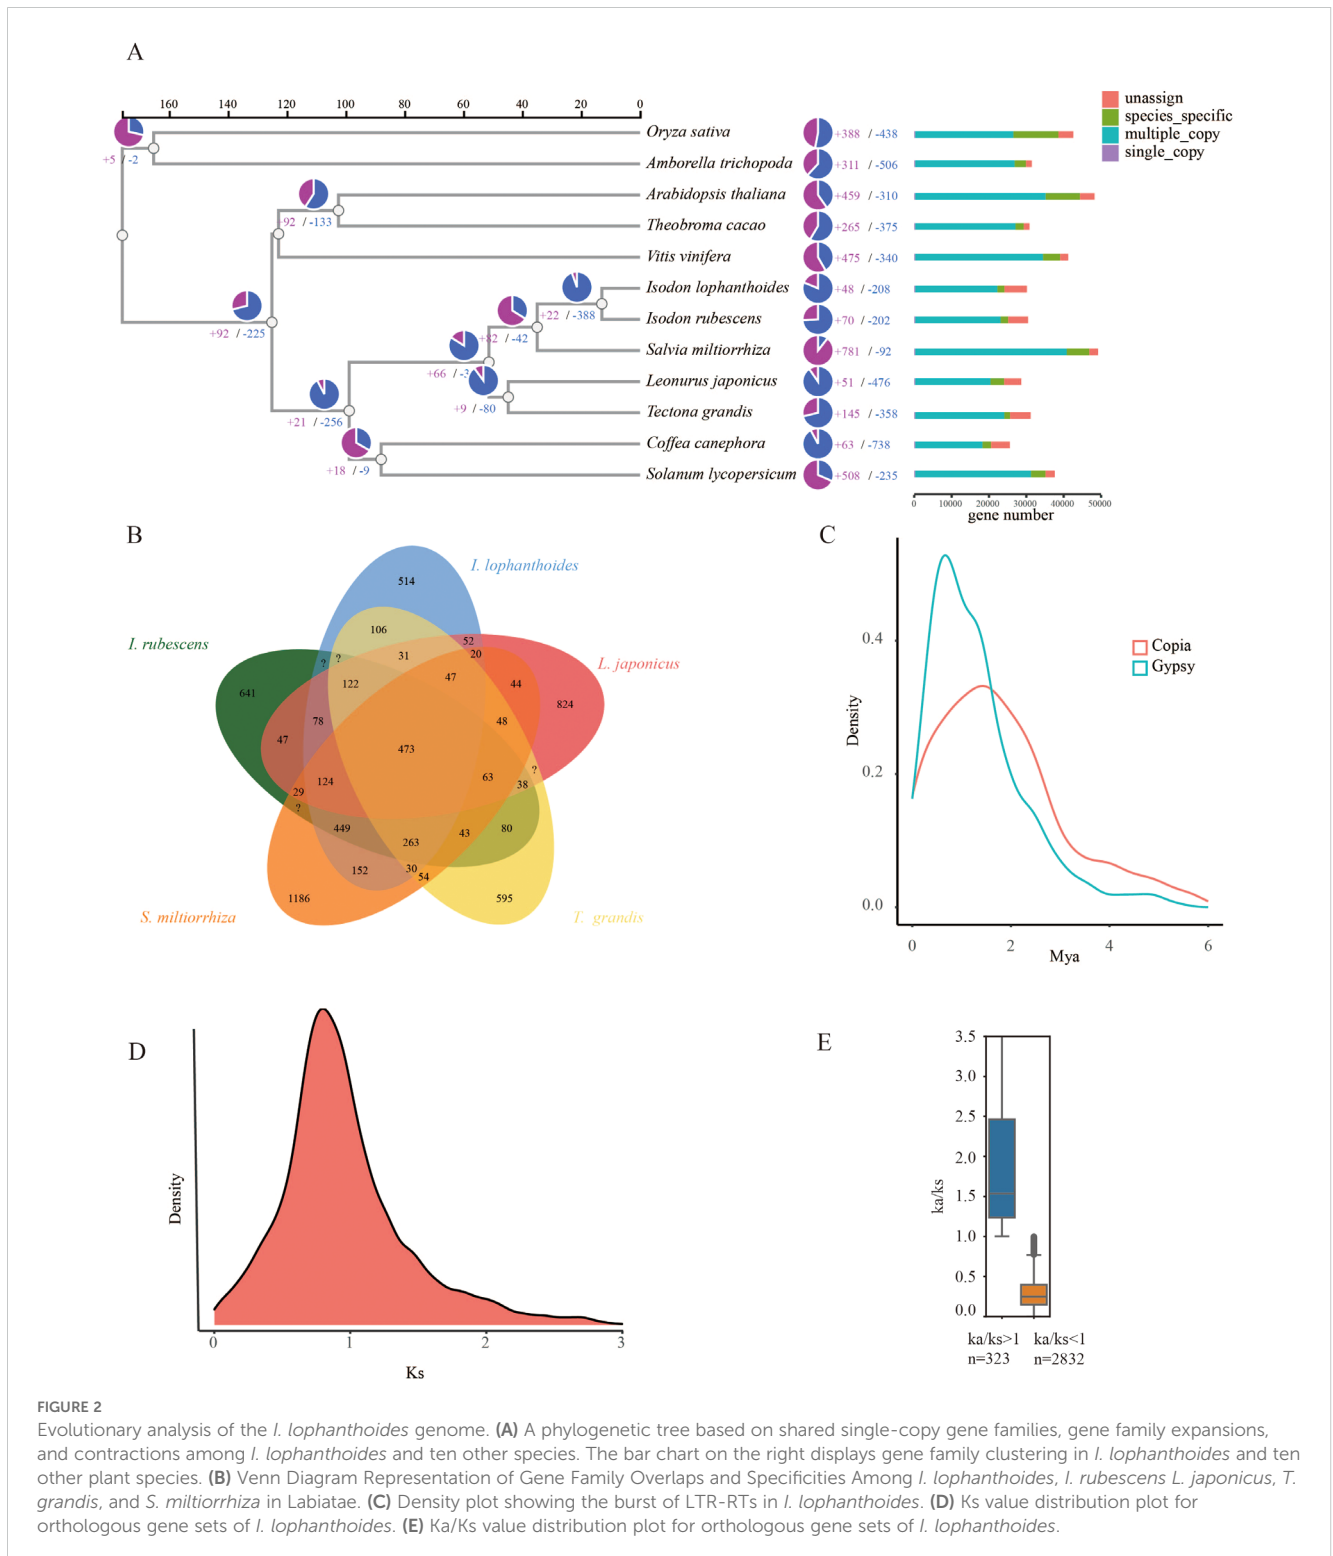 A
160 140 120 100 80 60 40 20 0
unassign
species_specific
multiple_copy
single_copy
+5 / -2
Oryza sativa +388 / -438
Amborella trichopoda +311 / -506
Arabidopsis thaliana +459 / -310
+92 / -133
Theobroma cacao +265 / -375
Vitis vinifera +475 / -340
Isodon lophanthoides +48 / -208
+22 / -388
Isodon rubescens +70 / -202
+92 / -225
+82 / -42
Salvia miltiorrhiza +781 / -92
+66
Leonurus japonicus +51 / -476
+9 / -80
Tectona grandis +145 / -358
+21 / -256
Coffea canephora +63 / -738
+18 / -9
Solanum lycopersicum +508 / -235
0 10000 20000 30000 40000 50000
gene number
B
I. lophanthoides
I. rubescens
L. japonicus
S. miltiorrhiza
T. grandis
514
106
52
? ? 31 20
122 47 44
641 824
78 48
47 473
?
124 63 38
29
?
449 43 80
263
152 30
54
1186 595
C
Density
0.4
0.2
0.0
0 2 4 6
Mya
Copia
Gypsy
D
Density
0 1 2 3
Ks
E
ka/ks
3.5
3.0
2.5
2.0
1.5
1.0
0.5
0.0
ka/ks>1 ka/ks<1
n=323 n=2832
FIGURE 2
Evolutionary analysis of the I. lophanthoides genome. (A) A phylogenetic tree based on shared single-copy gene families, gene family expansions,
and contractions among I. lophanthoides and ten other species. The bar chart on the right displays gene family clustering in I. lophanthoides and ten
other plant species. (B) Venn Diagram Representation of Gene Family Overlaps and Specificities Among I. lophanthoides, I. rubescens L. japonicus, T.
grandis, and S. miltiorrhiza in Labiatae. (C) Density plot showing the burst of LTR-RTs in I. lophanthoides. (D) Ks value distribution plot for
orthologous gene sets of I. lophanthoides. (E) Ka/Ks value distribution plot for orthologous gene sets of I. lophanthoides.